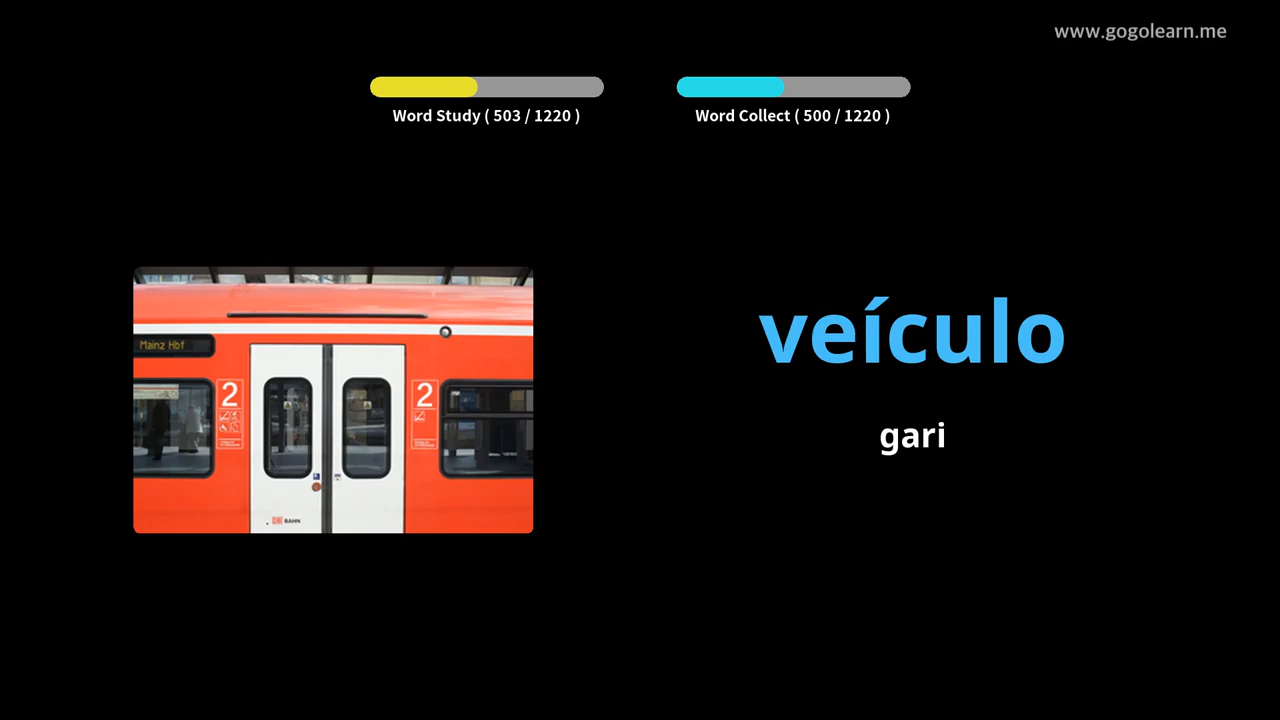 www.gogolearn.me
Word Study ( 503 / 1220 )
Word Collect ( 500 / 1220 )
Mainz Hbf
2
2
veículo
gari
DB BAHN